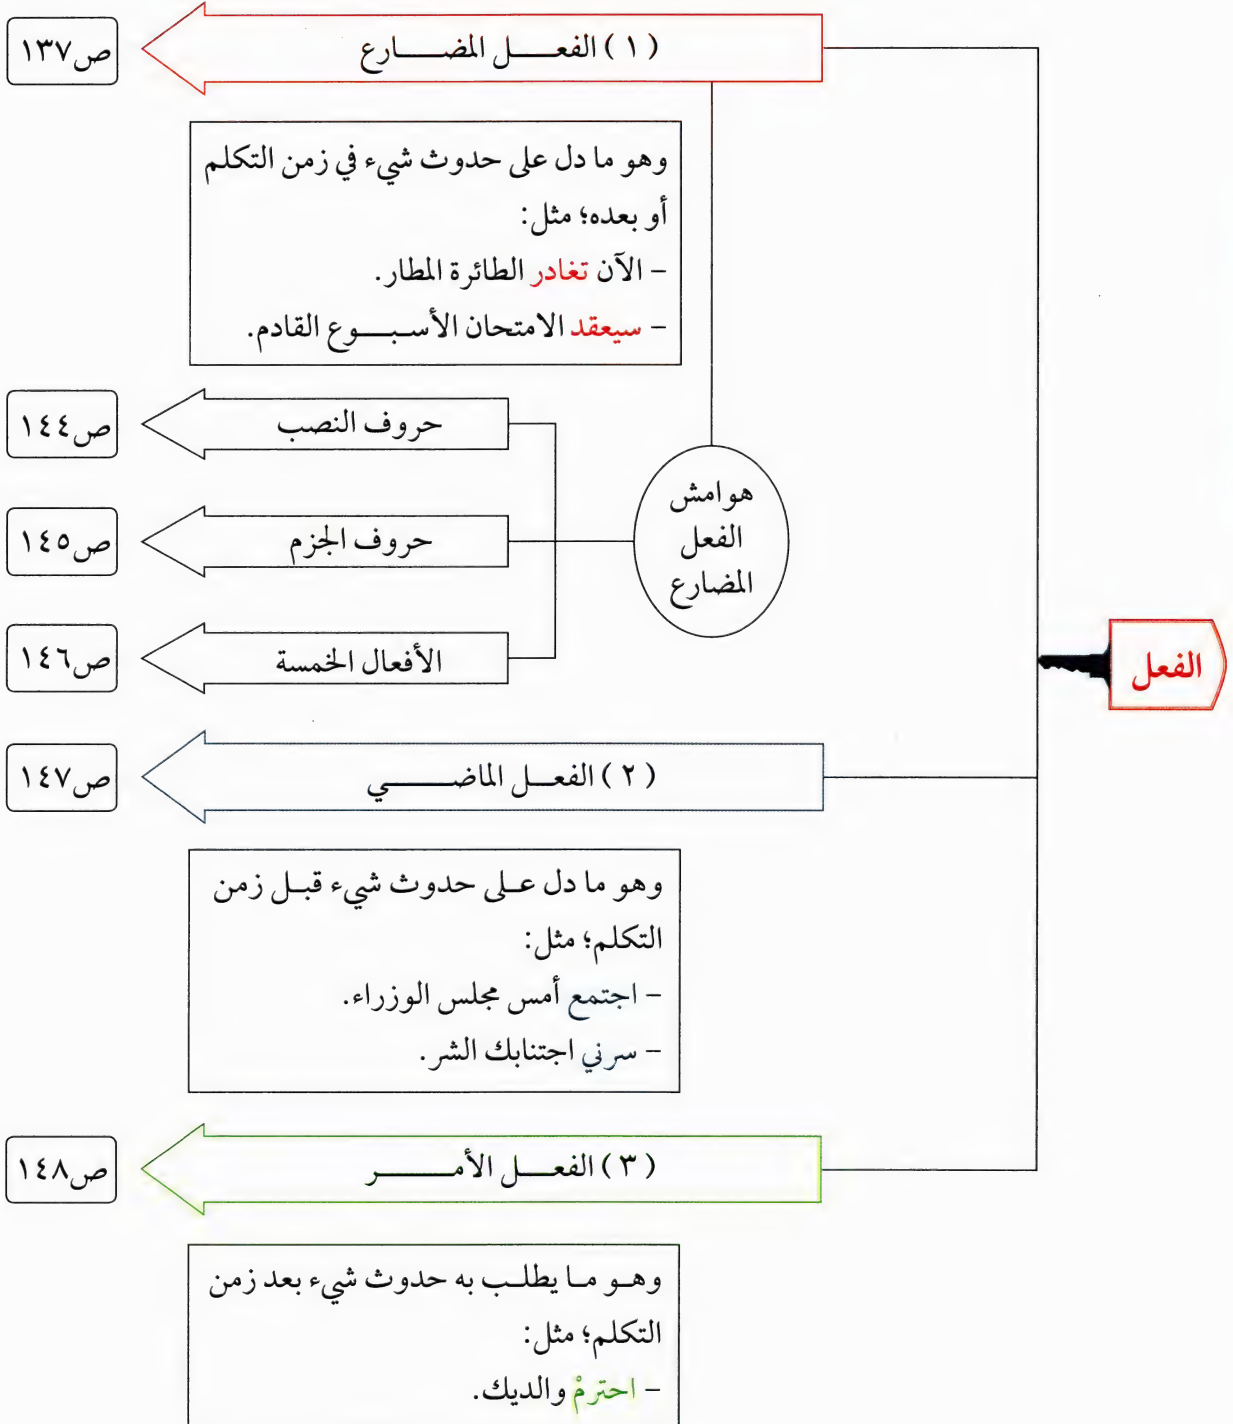 الفعل
( ١ ) الفعل المضارع
ص١٣٧
وهو ما دل على حدوث شيء في زمن التكلم
أو بعده؛ مثل:
– الآن تغادر الطائرة المطار.
– سيعقد الامتحان الأسبوع القادم.
هوامش
الفعل
المضارع
حروف النصب
ص١٤٤
حروف الجزم
ص١٤٥
الأفعال الخمسة
ص١٤٦
( ٢ ) الفعل الماضي
ص١٤٧
وهو ما دل على حدوث شيء قبل زمن
التكلم؛ مثل:
– اجتمع أمس مجلس الوزراء.
– سرني اجتنابك الشر.
( ٣ ) الفعل الأمر
ص١٤٨
وهو ما يطلب به حدوث شيء بعد زمن
التكلم؛ مثل:
– احترمْ والديك.